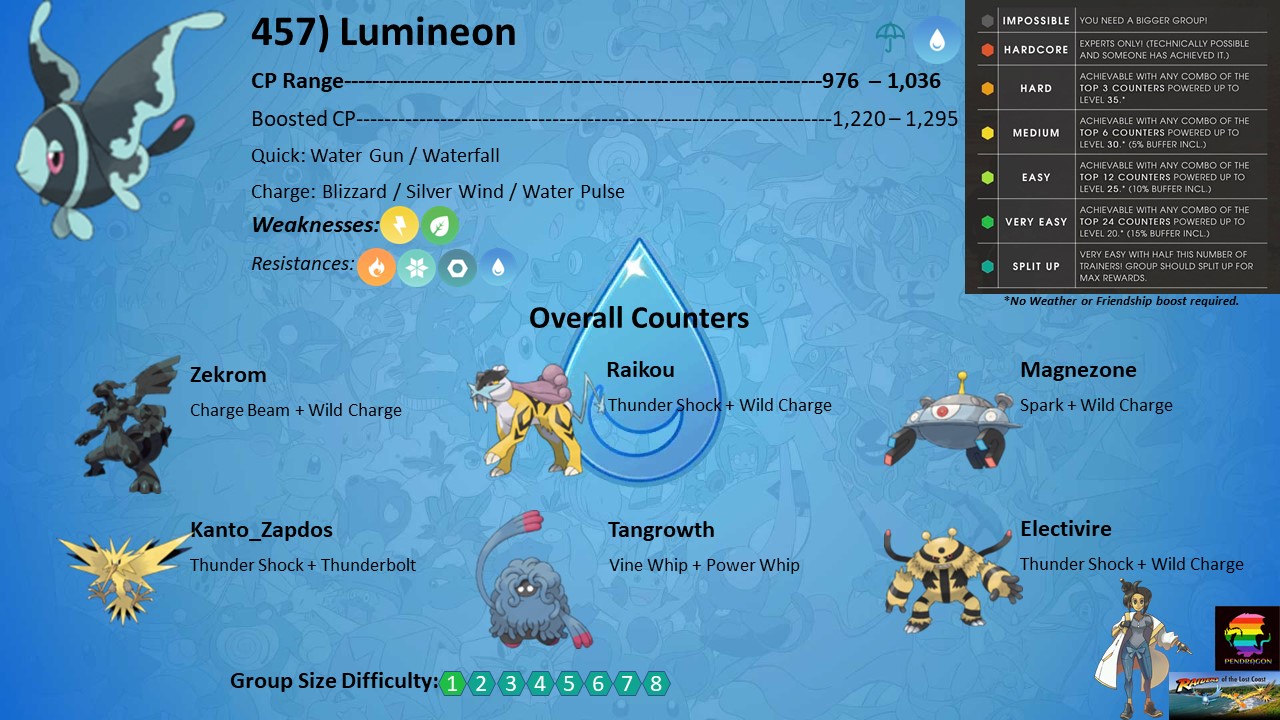 457) Lumineon
CP Range--------------------------------------------------------------------976 – 1,036
Boosted CP--------------------------------------------------------------------1,220 – 1,295
Quick: Water Gun / Waterfall
Charge: Blizzard / Silver Wind / Water Pulse
Weaknesses:
Resistances:
IMPOSSIBLE YOU NEED A BIGGER GROUP!
HARDCORE EXPERTS ONLY! (TECHNICALLY POSSIBLE
AND SOMEONE HAS ACHIEVED IT.)
HARD ACHIEVABLE WITH ANY COMBO OF THE
TOP 3 COUNTERS POWERED UP TO
LEVEL 35.*
MEDIUM ACHIEVABLE WITH ANY COMBO OF THE
TOP 6 COUNTERS POWERED UP TO
LEVEL 30.* (5% BUFFER INCL.)
EASY ACHIEVABLE WITH ANY COMBO OF THE
TOP 12 COUNTERS POWERED UP TO
LEVEL 25.* (10% BUFFER INCL.)
VERY EASY ACHIEVABLE WITH ANY COMBO OF THE
TOP 24 COUNTERS POWERED UP TO
LEVEL 20.* (15% BUFFER INCL.)
SPLIT UP VERY EASY WITH HALF THIS NUMBER OF
TRAINERS! GROUP SHOULD SPLIT UP FOR
MAX REWARDS.
*No Weather or Friendship boost required.
Overall Counters
Zekrom
Charge Beam + Wild Charge
Raikou
Thunder Shock + Wild Charge
Magnezone
Spark + Wild Charge
Kanto_Zapdos
Thunder Shock + Thunderbolt
Tangrowth
Vine Whip + Power Whip
Electivire
Thunder Shock + Wild Charge
Group Size Difficulty: 1 2 3 4 5 6 7 8
PENDRAGON
RAIDERS of the Lost Coast